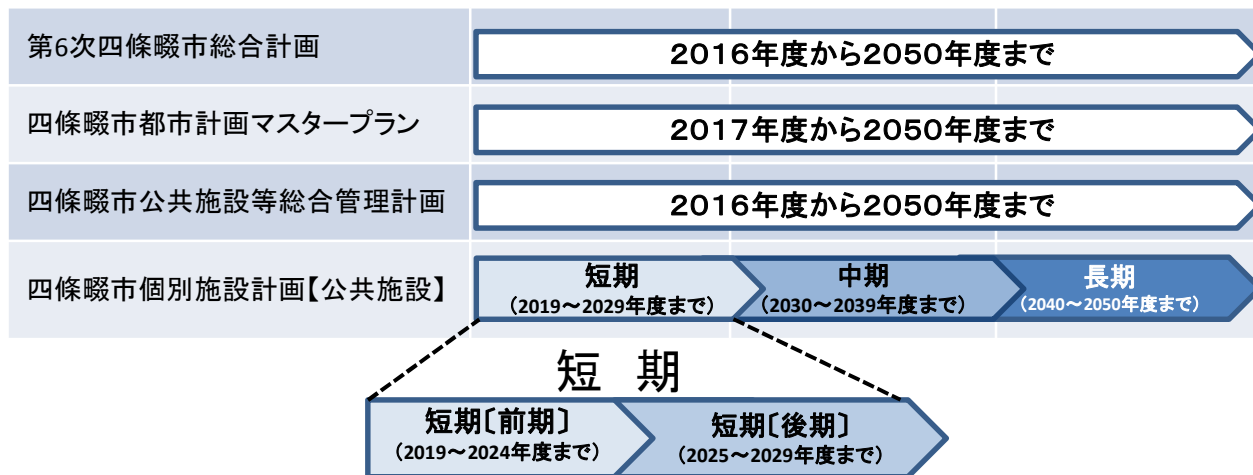 第6次四條畷市総合計画
2016年度から2050年度まで
四條畷市都市計画マスタープラン
2017年度から2050年度まで
四條畷市公共施設等総合管理計画
2016年度から2050年度まで
四條畷市個別施設計画【公共施設】
短期
（2019～2029年度まで）
中期
（2030～2039年度まで）
長期
（2040～2050年度まで）
短　期
短期〔前期〕
（2019～2024年度まで）
短期〔後期〕
（2025～2029年度まで）